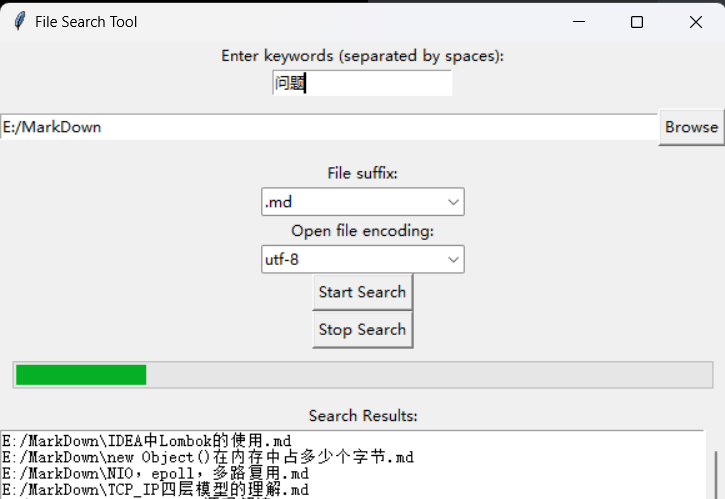 File Search Tool
Enter keywords (separated by spaces):
问题
E:/MarkDown
Browse
File suffix:
.md
Open file encoding:
utf-8
Start Search
Stop Search
Search Results:
E:/MarkDown\IDEA中Lombok的使用.md
E:/MarkDown\new Object()在内存中占多少个字节.md
E:/MarkDown\NIO，epoll，多路复用.md
E:/MarkDown\TCP_IP四层模型的理解.md